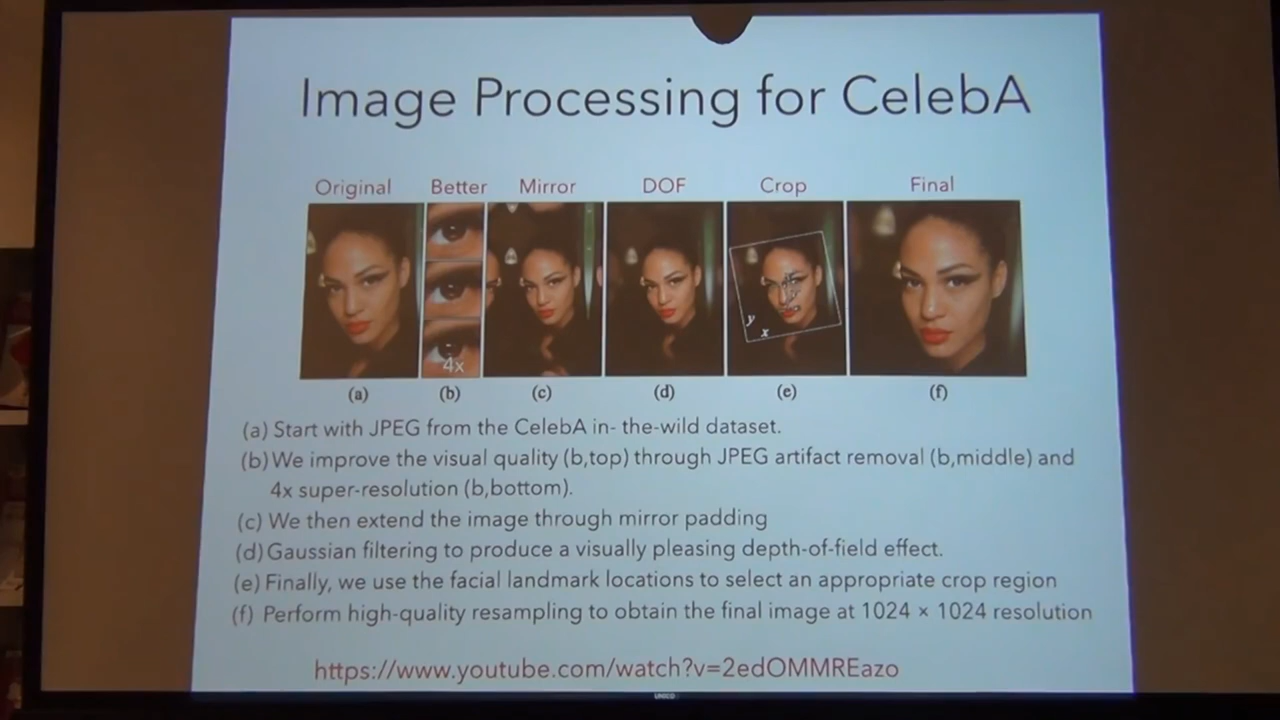 Image Processing for CelebA
Original Better Mirror DOF Crop Final
4x
y
x
(a) (b) (c) (d) (e) (f)
(a) Start with JPEG from the CelebA in- the-wild dataset.
(b) We improve the visual quality (b,top) through JPEG artifact removal (b,middle) and
4x super-resolution (b,bottom).
(c) We then extend the image through mirror padding
(d) Gaussian filtering to produce a visually pleasing depth-of-field effect.
(e) Finally, we use the facial landmark locations to select an appropriate crop region
(f) Perform high-quality resampling to obtain the final image at 1024 × 1024 resolution
https://www.youtube.com/watch?v=2edOMMREazo
UNICO